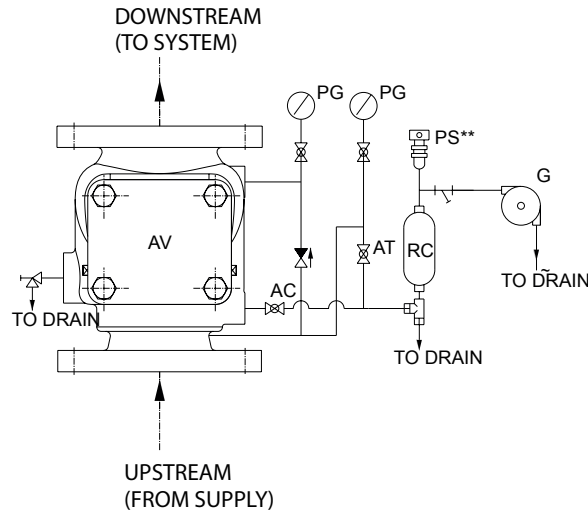 DOWNSTREAM
(TO SYSTEM)
PG
PG
PS**
G
AV
AT
RC
TO DRAIN
AC
TO DRAIN
TO DRAIN
UPSTREAM
(FROM SUPPLY)